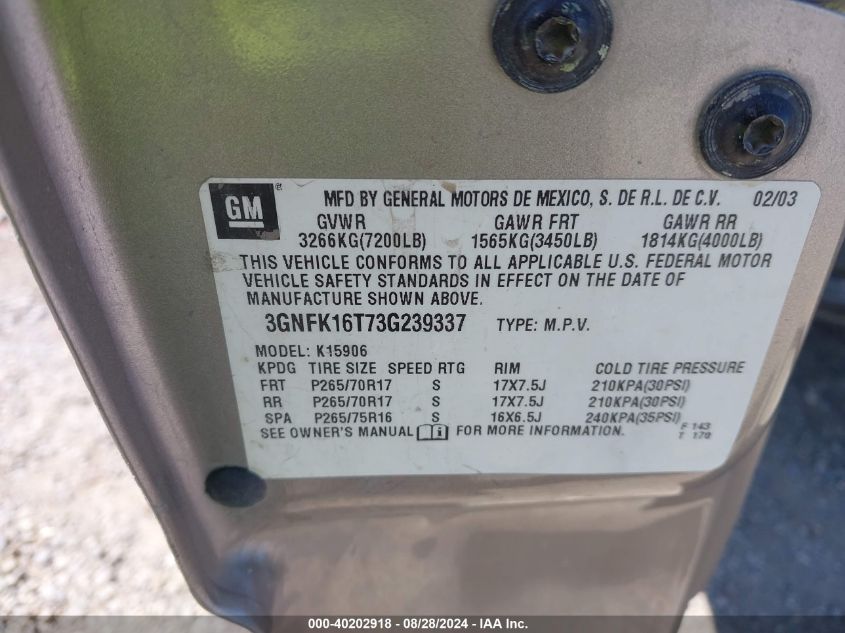 GM ® MFD BY GENERAL MOTORS DE MEXICO, S. DE R.L. DE C.V. 02/03
GVWR GAWR FRT GAWR RR
3266KG(7200LB) 1565KG(3450LB) 1814KG(4000LB)
THIS VEHICLE CONFORMS TO ALL APPLICABLE U.S. FEDERAL MOTOR
VEHICLE SAFETY STANDARDS IN EFFECT ON THE DATE OF
MANUFACTURE SHOWN ABOVE.
3GNFK16T73G239337 TYPE: M.P.V.
MODEL: K15906
KPDG TIRE SIZE SPEED RTG RIM COLD TIRE PRESSURE
FRT P265/70R17 S 17X7.5J 210KPA(30PSI)
RR P265/70R17 S 17X7.5J 210KPA(30PSI)
SPA P265/75R16 S 16X6.5J 240KPA(35PSI)
SEE OWNER'S MANUAL i FOR MORE INFORMATION. F 143
T 170
000-40202918 - 08/28/2024 - IAA Inc.